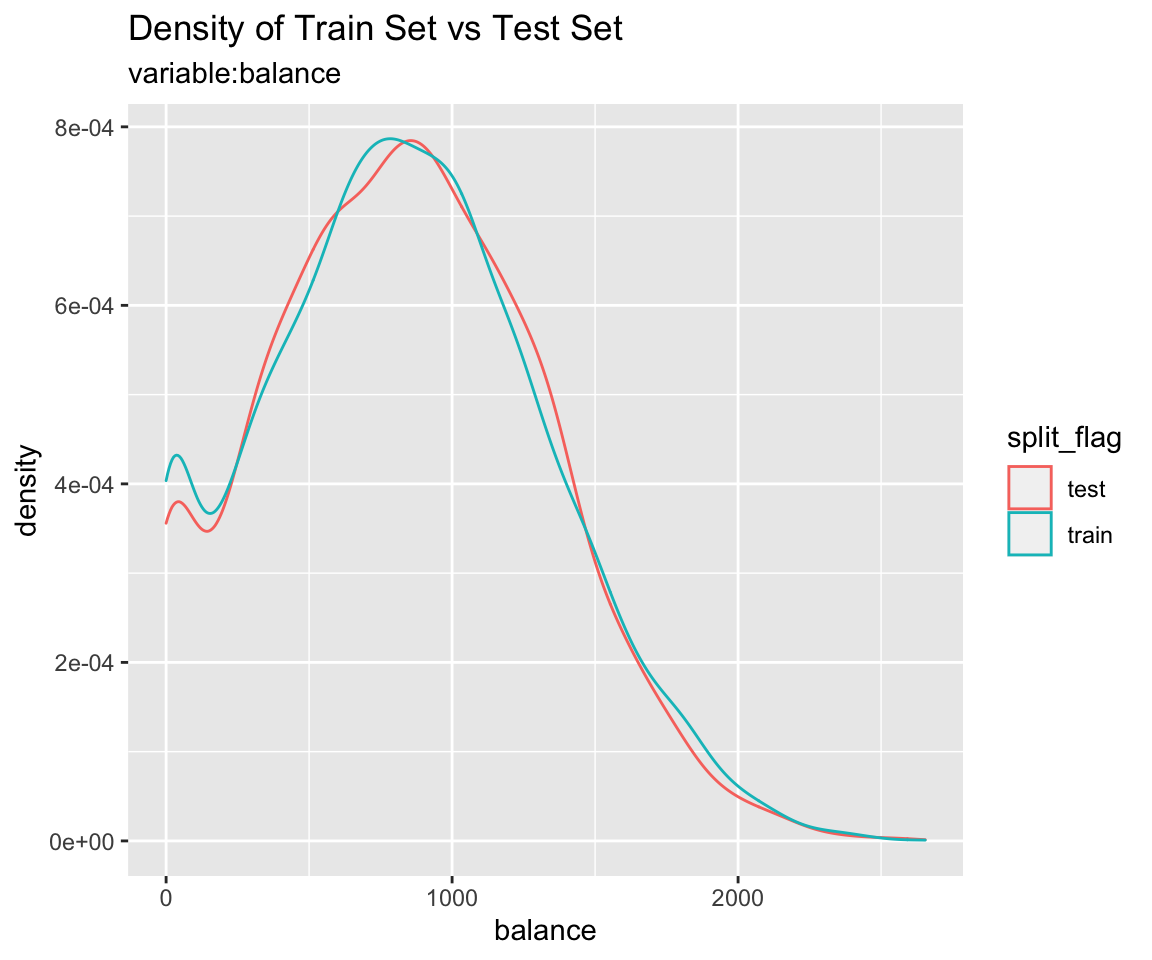 Density of Train Set vs Test Set
variable:balance
8e-04
6e-04
4e-04
2e-04
0e+00
density
0
1000
2000
balance
split_flag
test
train